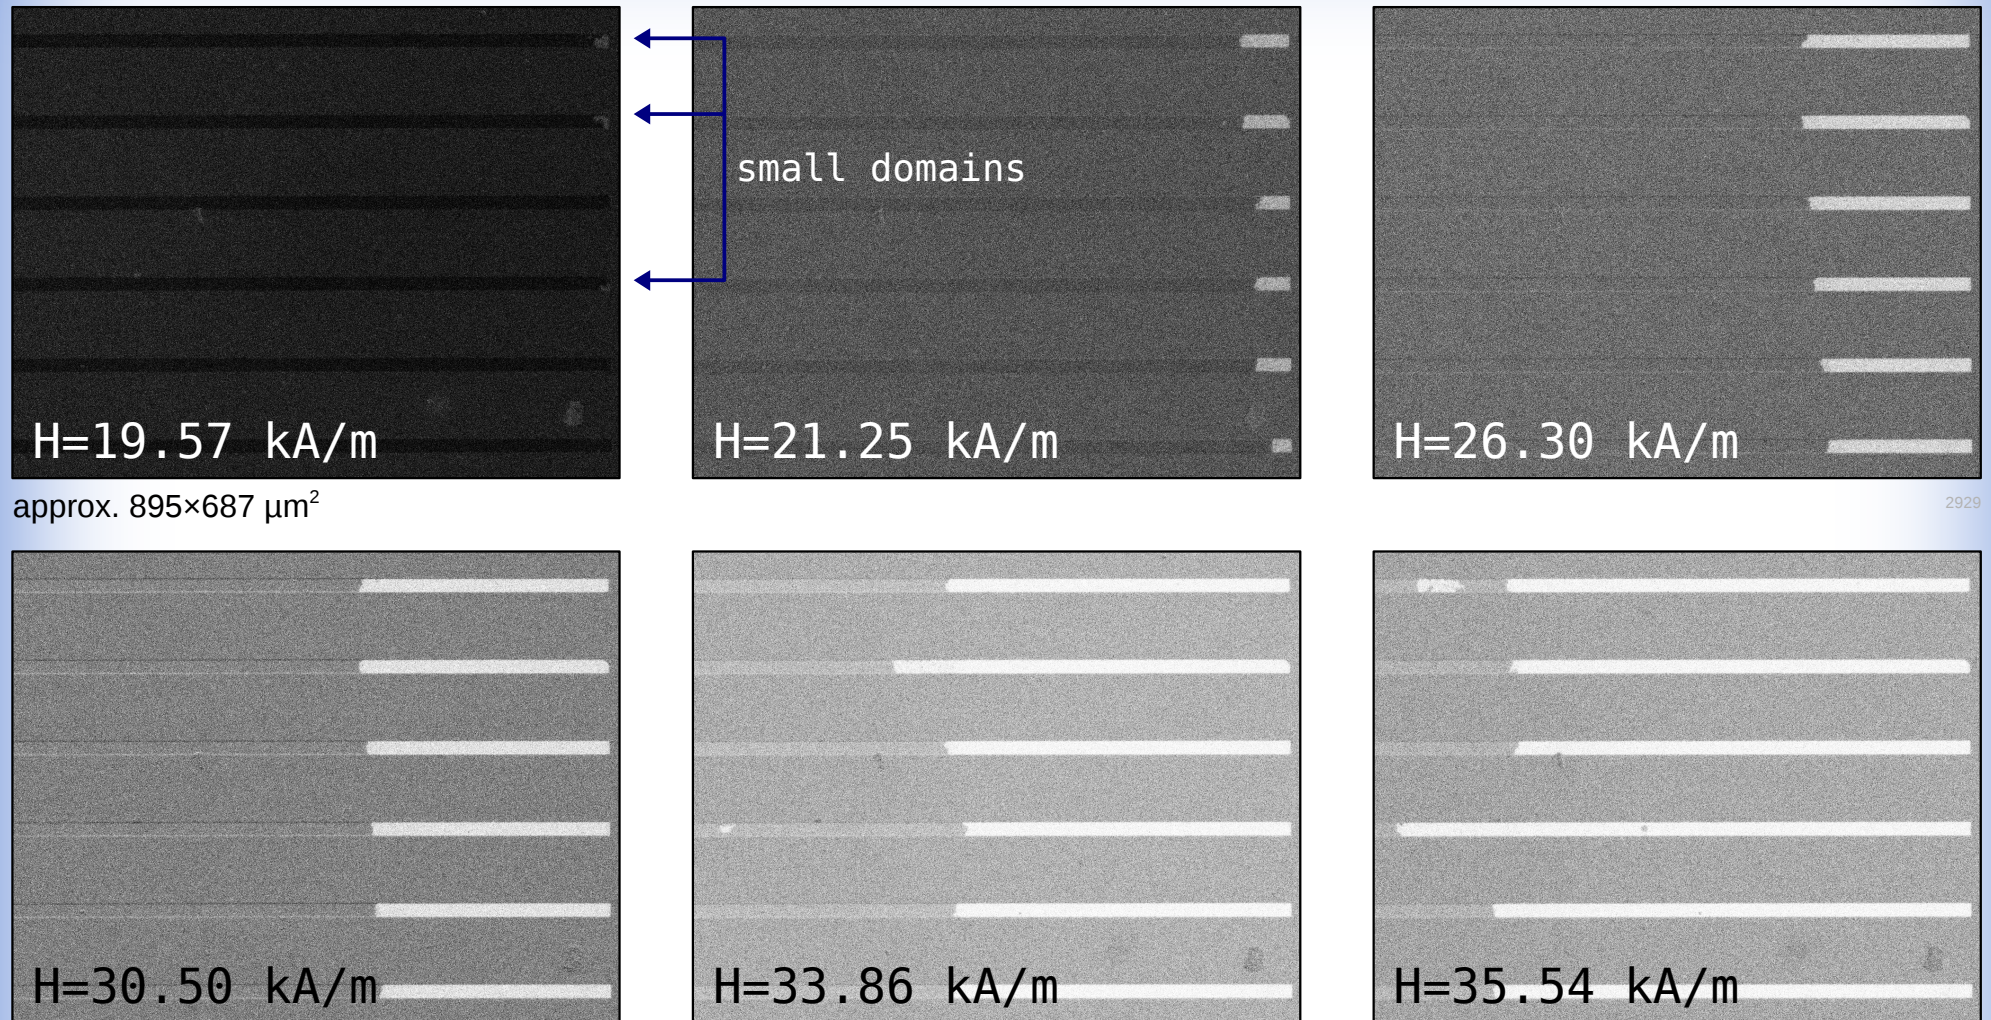 small domains
H=19.57 kA/m
H=21.25 kA/m
H=26.30 kA/m
approx. 895×687 µm²
2929
H=30.50 kA/m
H=33.86 kA/m
H=35.54 kA/m